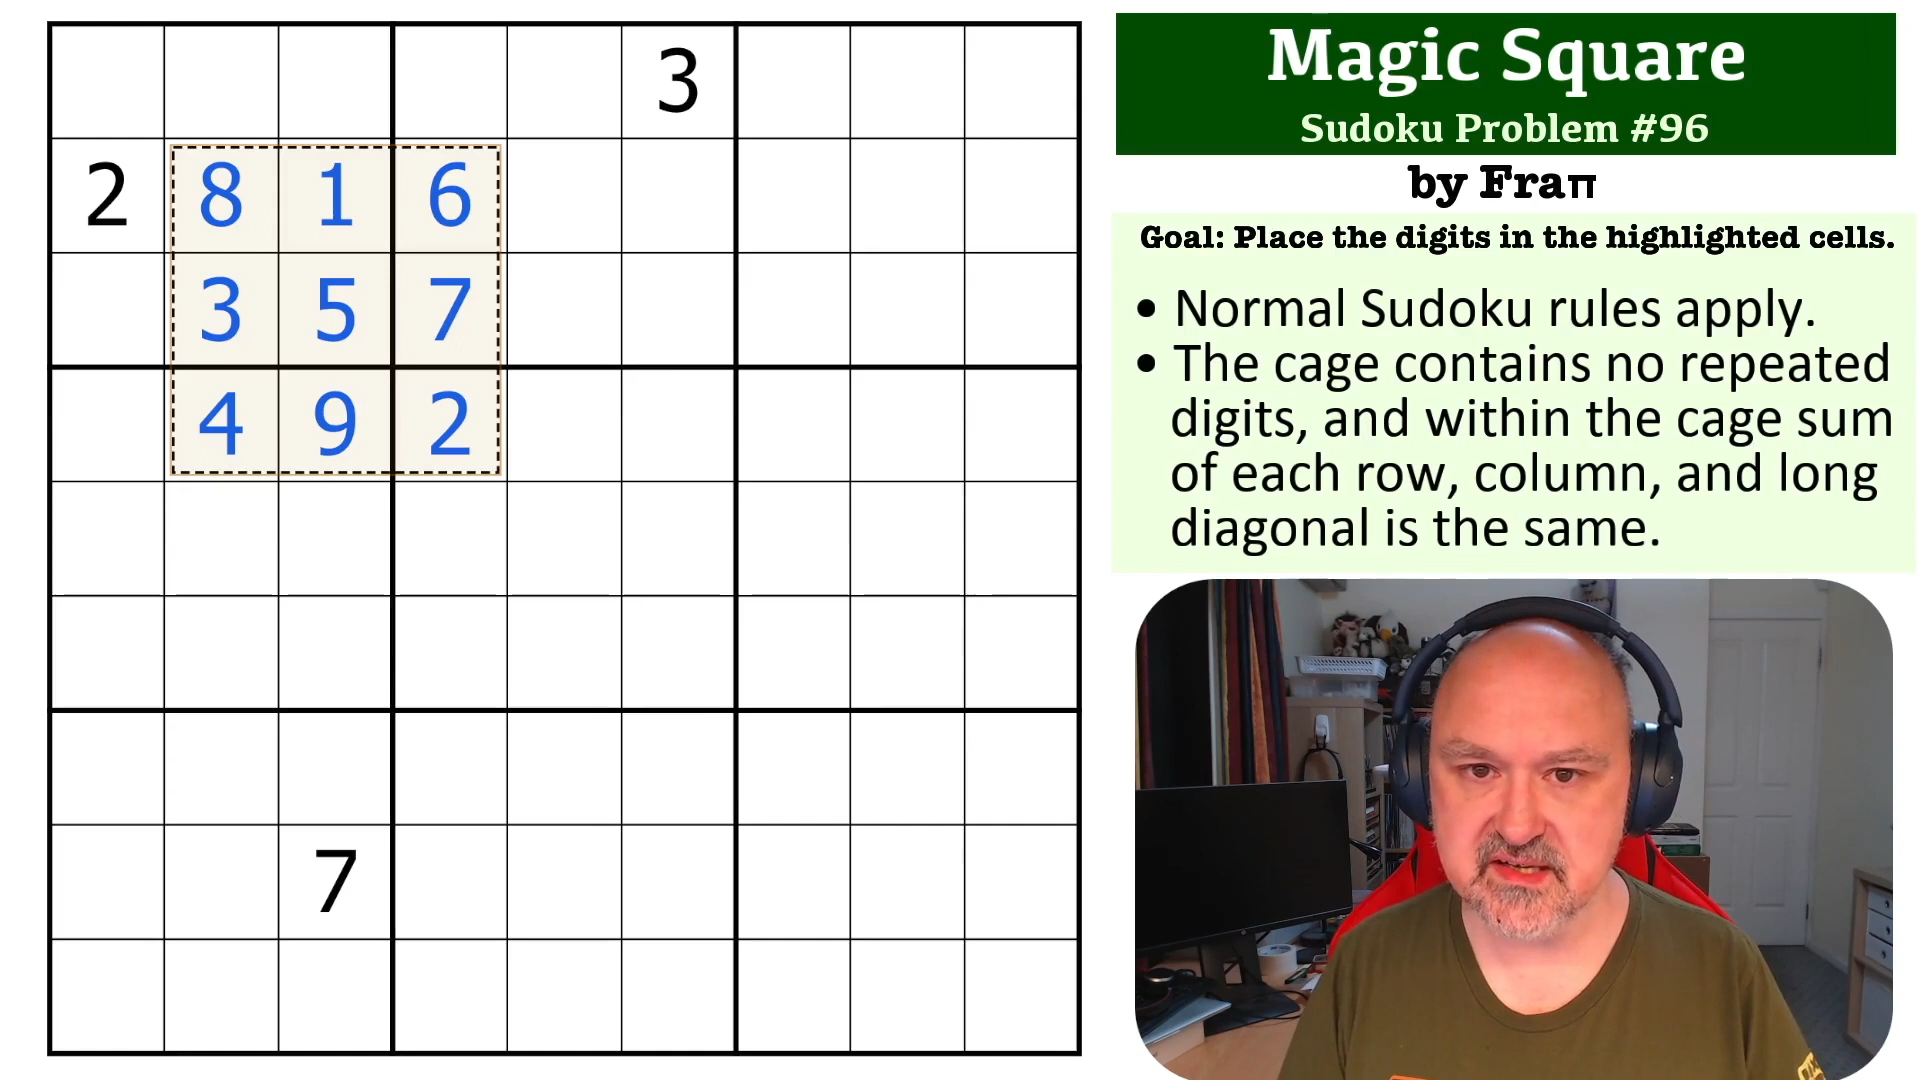 Magic Square
Sudoku Problem #96
by Fraπ
Goal: Place the digits in the highlighted cells.
• Normal Sudoku rules apply.
• The cage contains no repeated
digits, and within the cage sum
of each row, column, and long
diagonal is the same.
3
2 8 1 6
3 5 7
4 9 2
7